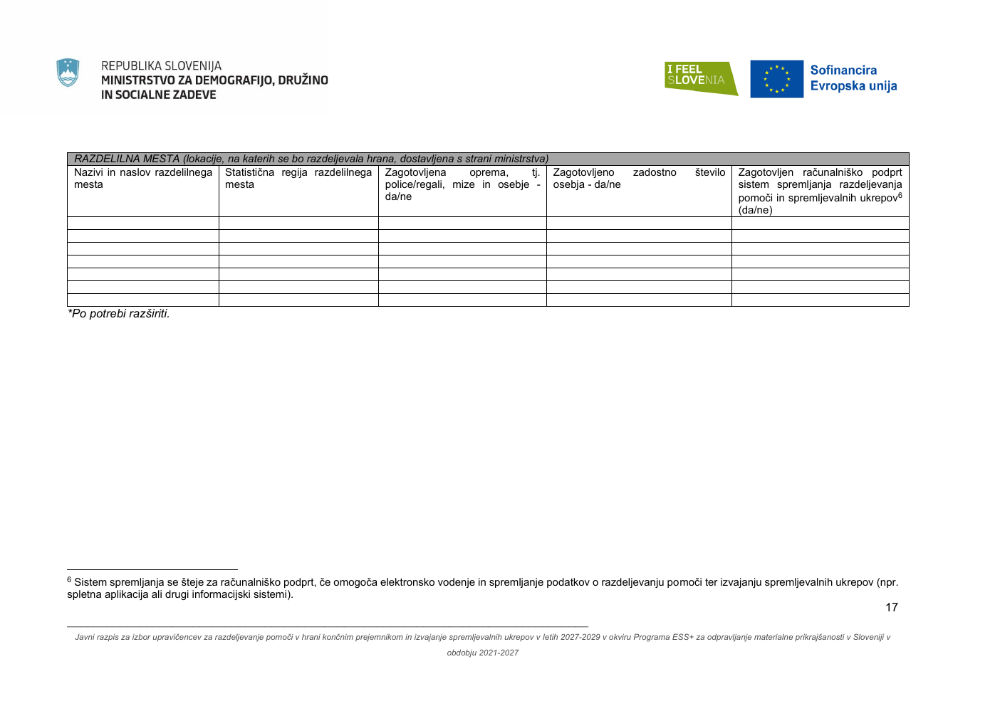 REPUBLIKA SLOVENIJA
MINISTRSTVO ZA DEMOGRAFIJO, DRUŽINO
IN SOCIALNE ZADEVE
I FEEL
SLOVENIA
Sofinancira
Evropska unija
RAZDELILNA MESTA (lokacije, na katerih se bo razdeljevala hrana, dostavljena s strani ministrstva)
Nazivi in naslov razdelilnega
mesta
Statistična regija razdelilnega
mesta
Zagotovljena oprema, tj.
police/regali, mize in osebje -
da/ne
Zagotovljeno zadostno število
osebja - da/ne
Zagotovljen računalniško podprt
sistem spremljanja razdeljevanja
pomoči in spremljevalnih ukrepov6
(da/ne)
*Po potrebi razširiti.
6 Sistem spremljanja se šteje za računalniško podprt, če omogoča elektronsko vodenje in spremljanje podatkov o razdeljevanju pomoči ter izvajanju spremljevalnih ukrepov (npr.
spletna aplikacija ali drugi informacijski sistemi).
17
Javni razpis za izbor upravičencev za razdeljevanje pomoči v hrani končnim prejemnikom in izvajanje spremljevalnih ukrepov v letih 2027-2029 v okviru Programa ESS+ za odpravljanje materialne prikrajšanosti v Sloveniji v
obdobju 2021-2027